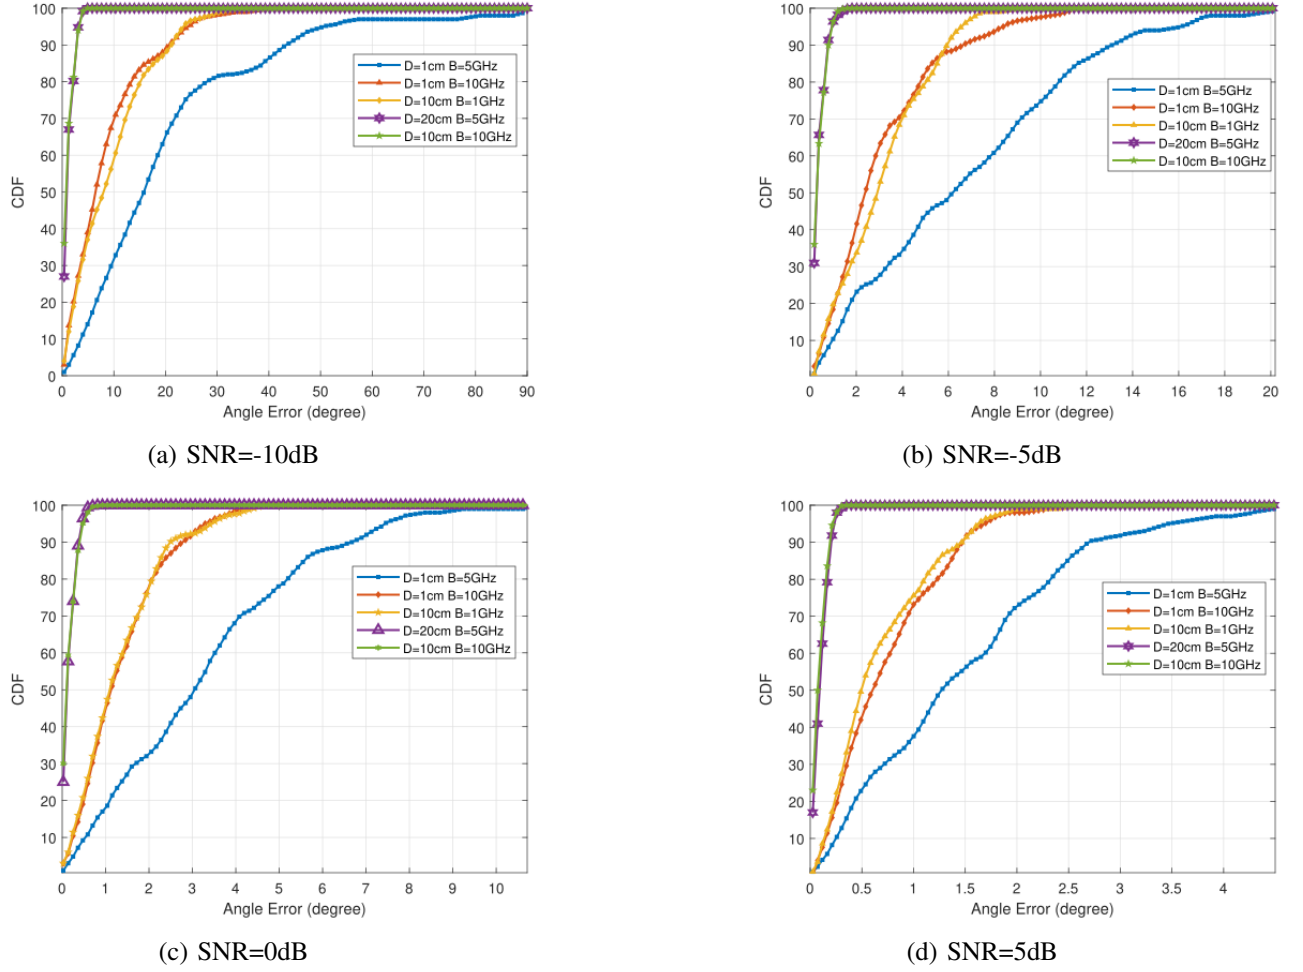 100
90
80
70
60
50
40
30
20
10
0
CDF
0 10 20 30 40 50 60 70 80 90
Angle Error (degree)
D=1cm B=5GHz
D=1cm B=10GHz
D=10cm B=1GHz
D=20cm B=5GHz
D=10cm B=10GHz
(a) SNR=-10dB
100
90
80
70
60
50
40
30
20
10
CDF
0 2 4 6 8 10 12 14 16 18 20
Angle Error (degree)
D=1cm B=5GHz
D=1cm B=10GHz
D=10cm B=1GHz
D=20cm B=5GHz
D=10cm B=10GHz
(b) SNR=-5dB
100
90
80
70
60
50
40
30
20
10
CDF
0 1 2 3 4 5 6 7 8 9 10
Angle Error (degree)
D=1cm B=5GHz
D=1cm B=10GHz
D=10cm B=1GHz
D=20cm B=5GHz
D=10cm B=10GHz
(c) SNR=0dB
100
90
80
70
60
50
40
30
20
10
CDF
0 0.5 1 1.5 2 2.5 3 3.5 4
Angle Error (degree)
D=1cm B=5GHz
D=1cm B=10GHz
D=10cm B=1GHz
D=20cm B=5GHz
D=10cm B=10GHz
(d) SNR=5dB